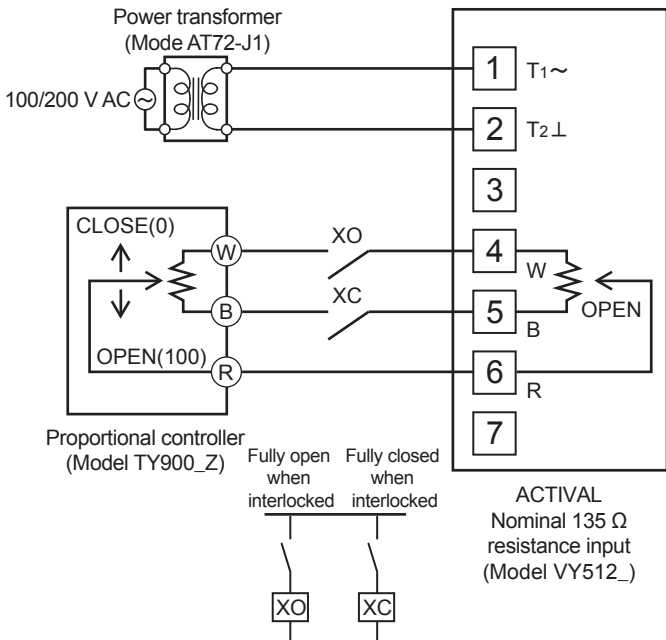 Power transformer
(Mode AT72-J1)
100/200 V AC
1 T1~
2 T2⊥
3
CLOSE(0)
W
XO
4
W
B
XC
5
B
OPEN
OPEN(100)
R
6
R
7
Proportional controller
(Model TY900_Z)
Fully open
when
interlocked
Fully closed
when
interlocked
XO
XC
ACTIVAL
Nominal 135 Ω
resistance input
(Model VY512_)